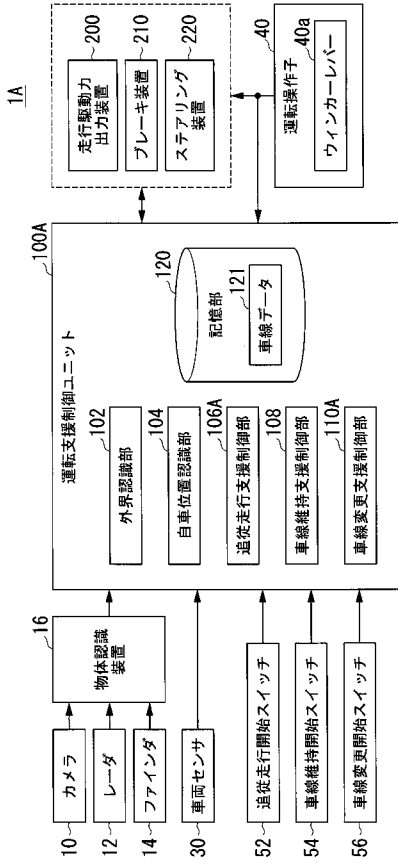 1A
カメラ
10
レーダ
12
ファインダ
14
物体認識
装置
16
車両センサ
30
追従走行開始スイッチ
52
車線維持開始スイッチ
54
車線変更開始スイッチ
56
運転支援制御ユニット
100A
外界認識部
102
自車位置認識部
104
追従走行支援制御部
106A
車線維持支援制御部
108
車線変更支援制御部
110A
記憶部
120
車線データ
121
走行駆動力
出力装置
200
ブレーキ装置
210
ステアリング
装置
220
運転操作子
40
ウィンカーレバー
40a